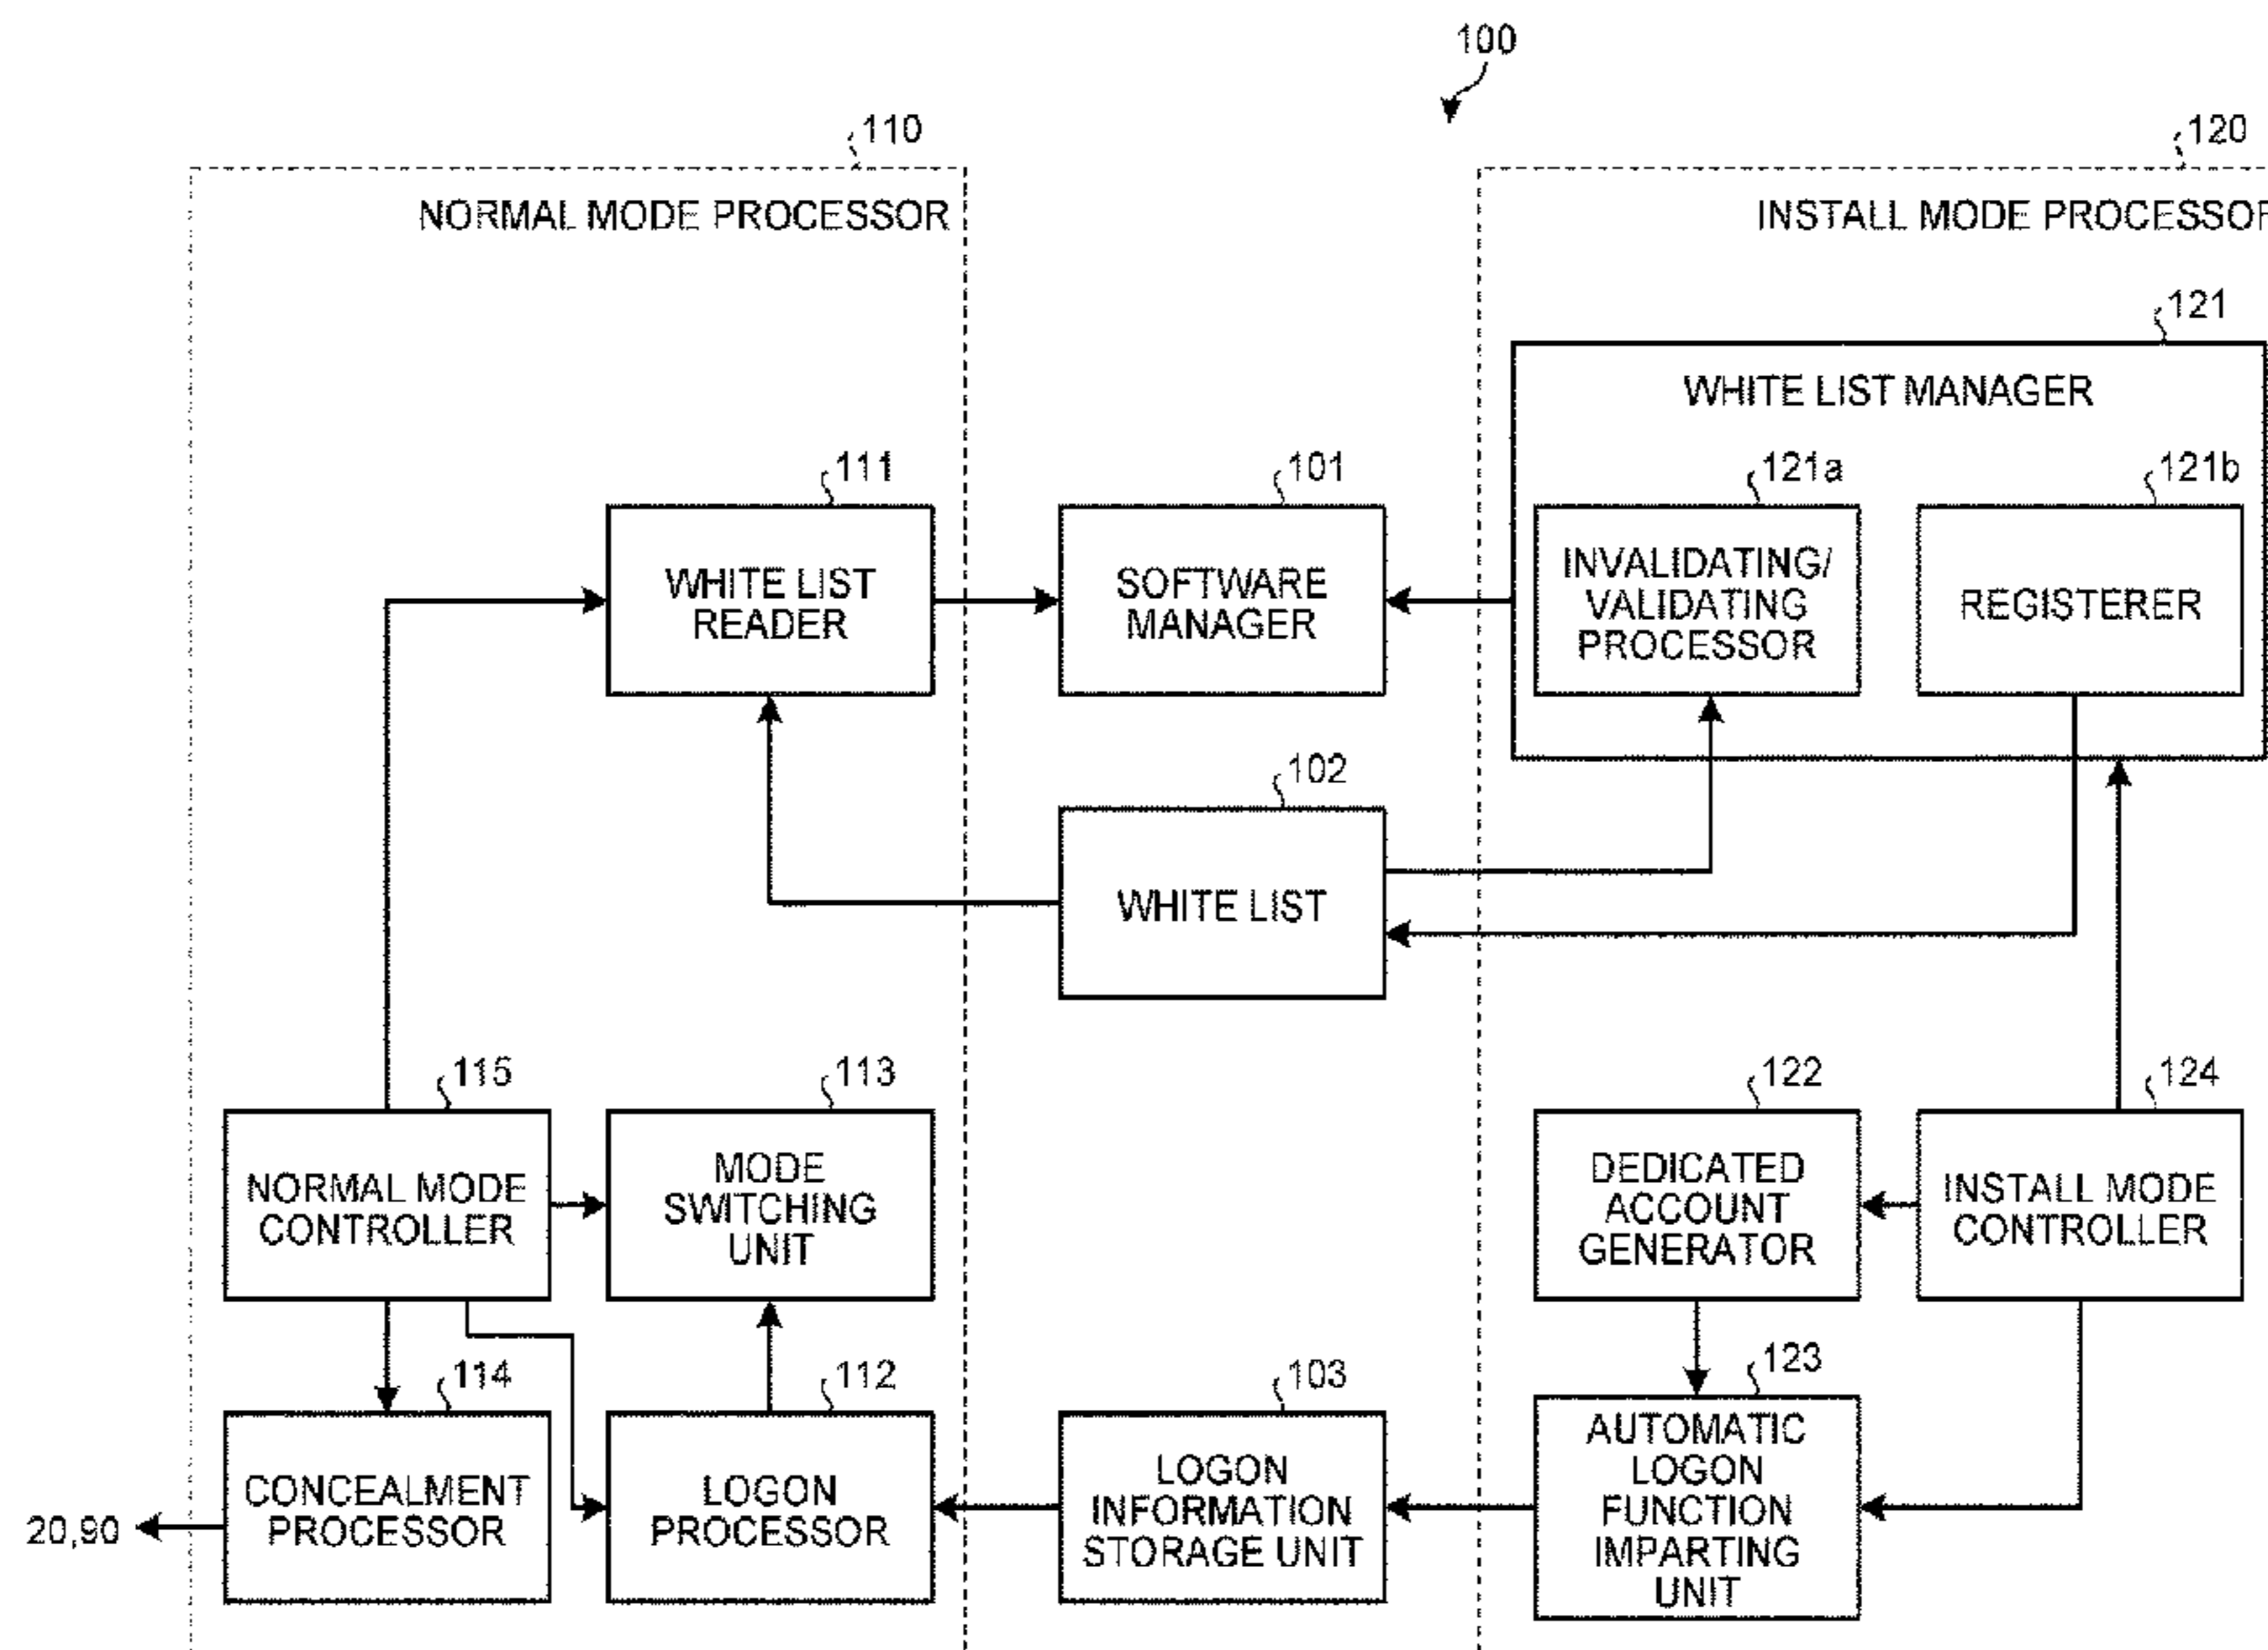 100
110
120
NORMAL MODE PROCESSOR
INSTALL MODE PROCESSOR
121
WHITE LIST MANAGER
111
101
121a
121b
WHITE LIST
READER
SOFTWARE
MANAGER
INVALIDATING/
VALIDATING
PROCESSOR
REGISTERER
102
WHITE LIST
115
113
122
124
NORMAL MODE
CONTROLLER
MODE
SWITCHING
UNIT
DEDICATED
ACCOUNT
GENERATOR
INSTALL MODE
CONTROLLER
114
112
103
123
CONCEALMENT
PROCESSOR
LOGON
PROCESSOR
LOGON
INFORMATION
STORAGE UNIT
AUTOMATIC
LOGON
FUNCTION
IMPARTING
UNIT
20,90